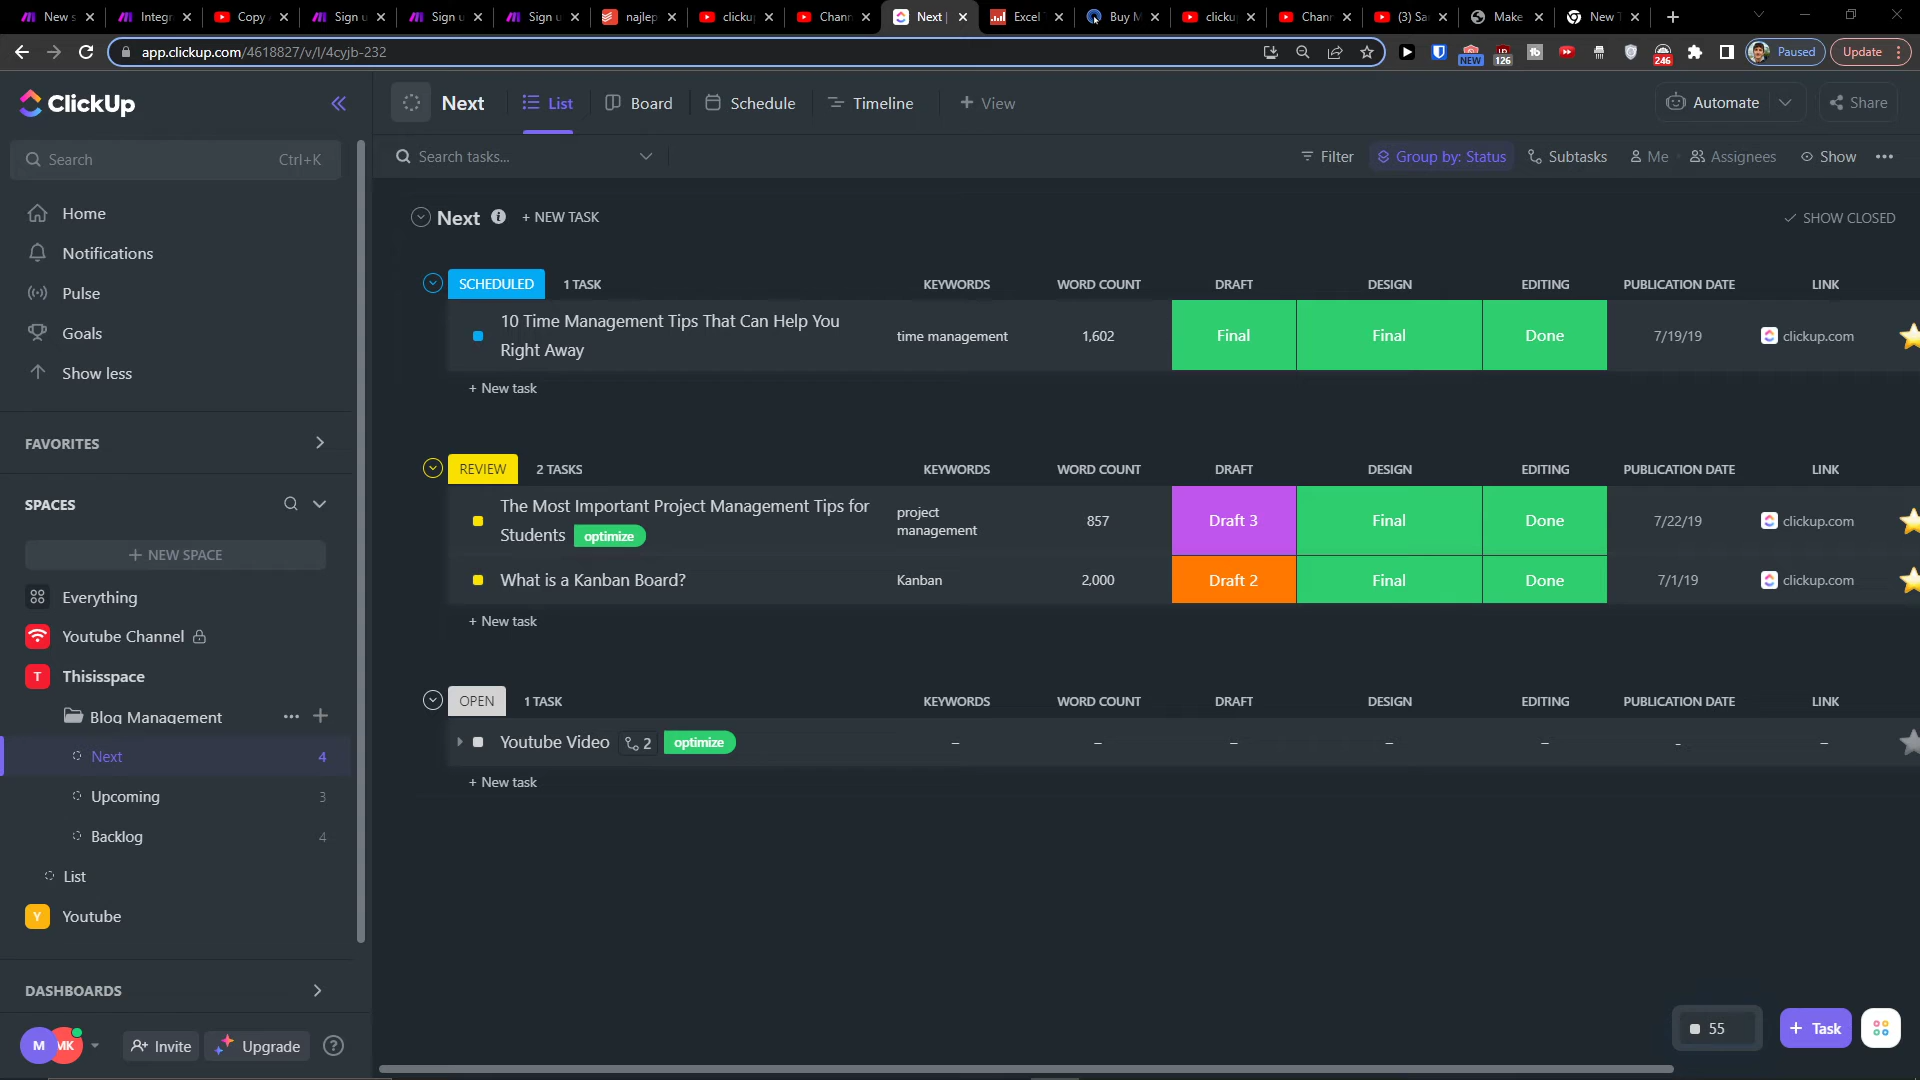 New s
Integr
Copy
Sign u
Sign u
Sign u
najlep
clickup
Chann
Next |
Excel
Buy M
clickup
Chann
(3) Sa
Make
New T
app.clickup.com/4618827/v/l/4cyjb-232
NEW
126
246
Paused
Update
ClickUp
Next
List
Board
Schedule
Timeline
+ View
Automate
Share
Search
Ctrl+K
Search tasks...
Filter
Group by: Status
Subtasks
Me
Assignees
Show
Home
Notifications
Pulse
Goals
Show less
FAVORITES
SPACES
+ NEW SPACE
Everything
Youtube Channel
T
Thisisspace
Blog Management
Next
4
Upcoming
3
Backlog
4
List
Y
Youtube
DASHBOARDS
M
MK
Invite
Upgrade
?
Next
+ NEW TASK
SHOW CLOSED
SCHEDULED 1 TASK KEYWORDS WORD COUNT DRAFT DESIGN EDITING PUBLICATION DATE LINK
10 Time Management Tips That Can Help You
Right Away
time management 1,602 Final Final Done 7/19/19 clickup.com
+ New task
REVIEW 2 TASKS KEYWORDS WORD COUNT DRAFT DESIGN EDITING PUBLICATION DATE LINK
The Most Important Project Management Tips for
Students optimize
project
management
857 Draft 3 Final Done 7/22/19 clickup.com
What is a Kanban Board? Kanban 2,000 Draft 2 Final Done 7/1/19 clickup.com
+ New task
OPEN 1 TASK KEYWORDS WORD COUNT DRAFT DESIGN EDITING PUBLICATION DATE LINK
Youtube Video 2 optimize – – – – – - –
+ New task
55
+ Task